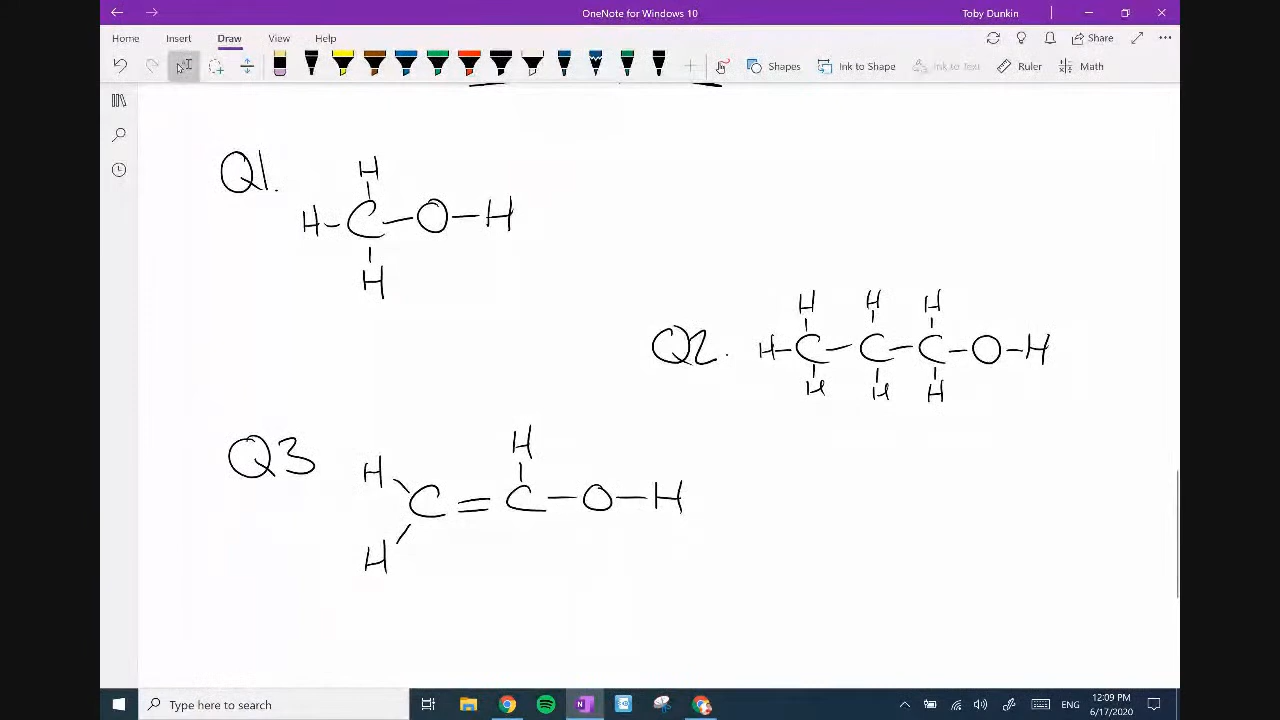 OneNote for Windows 10
Toby Dunkin
Home Insert Draw View Help
Share
Shapes Ink to Shape Ink to Text Ruler Math
Q1.
H
H-C-O-H
H
Q2.
H H H
H-C-C-C-O-H
H H H
Q3
H
H
C=C-O-H
H
Type here to search
ENG
12:09 PM
6/17/2020